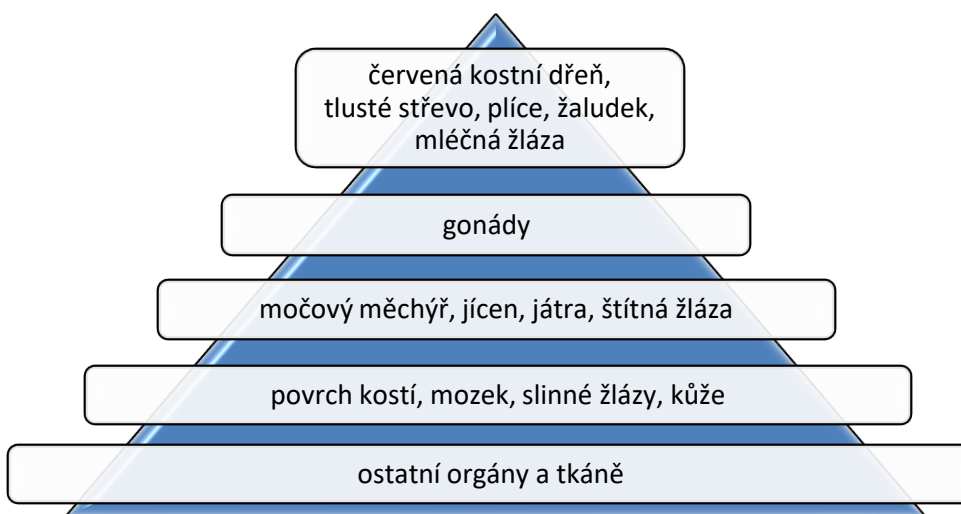 červená kostní dřeň,
tlusté střevo, plíce, žaludek,
mléčná žláza
gonády
močový měchýř, jícen, játra, štítná žláza
povrch kostí, mozek, slinné žlázy, kůže
ostatní orgány a tkáně